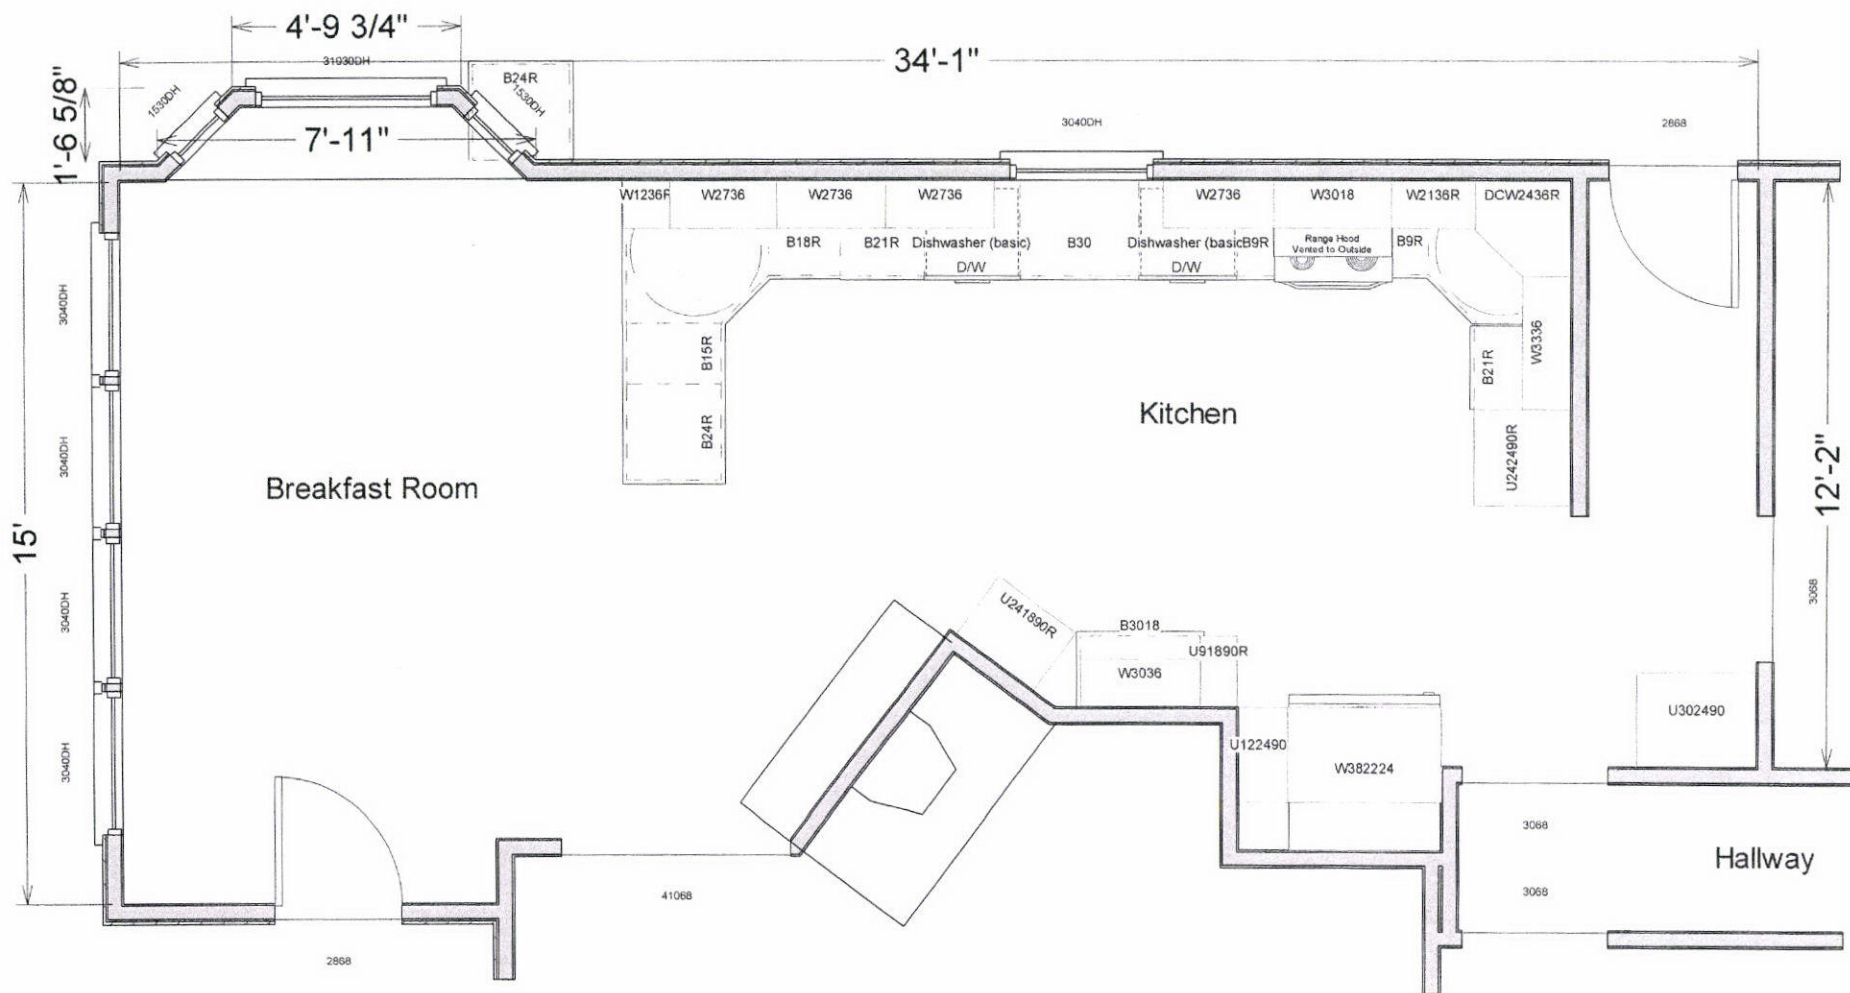 4'-9 3/4"
34'-1"
31030DH
B24R
1530DH
1530DH
1'-6 5/8"
7'-11"
3040DH
2868
W1236R
W2736
W2736
W2736
W2736
W3018
W2136R
DCW2436R
B18R
B21R
Dishwasher (basic)
B30
Dishwasher (basic
B9R
Range Hood
Vented to Outside
B9R
D/W
D/W
3040DH
B15R
B21R
W3336
Kitchen
3040DH
B24R
U242490R
12'-2"
Breakfast Room
15'
3040DH
3068
U241890R
B3018
U91890R
W3036
U302490
3040DH
U122490
W382224
3068
Hallway
41068
3068
2868